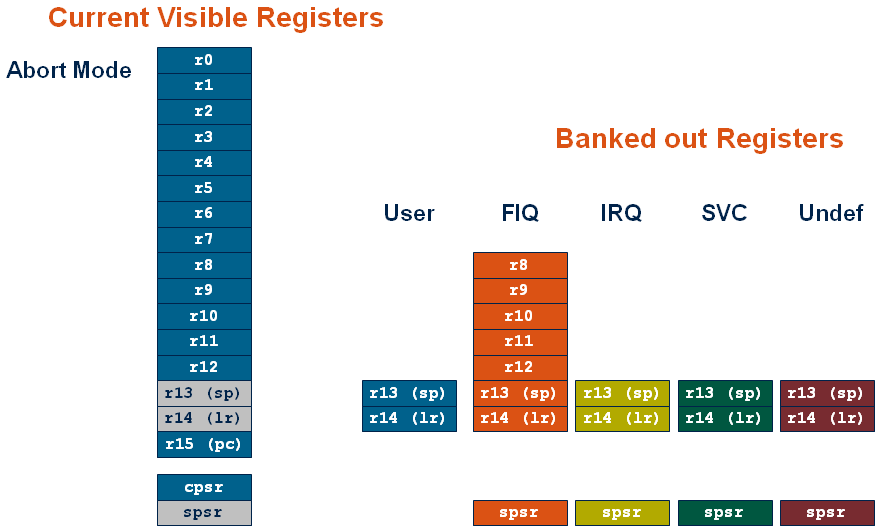 Current Visible Registers
Abort Mode
r0
r1
r2
r3
r4
r5
r6
r7
r8
r9
r10
r11
r12
r13 (sp)
r14 (lr)
r15 (pc)
cpsr
spsr
Banked out Registers
User
r13 (sp)
r14 (lr)
FIQ
r8
r9
r10
r11
r12
r13 (sp)
r14 (lr)
spsr
IRQ
r13 (sp)
r14 (lr)
spsr
SVC
r13 (sp)
r14 (lr)
spsr
Undef
r13 (sp)
r14 (lr)
spsr